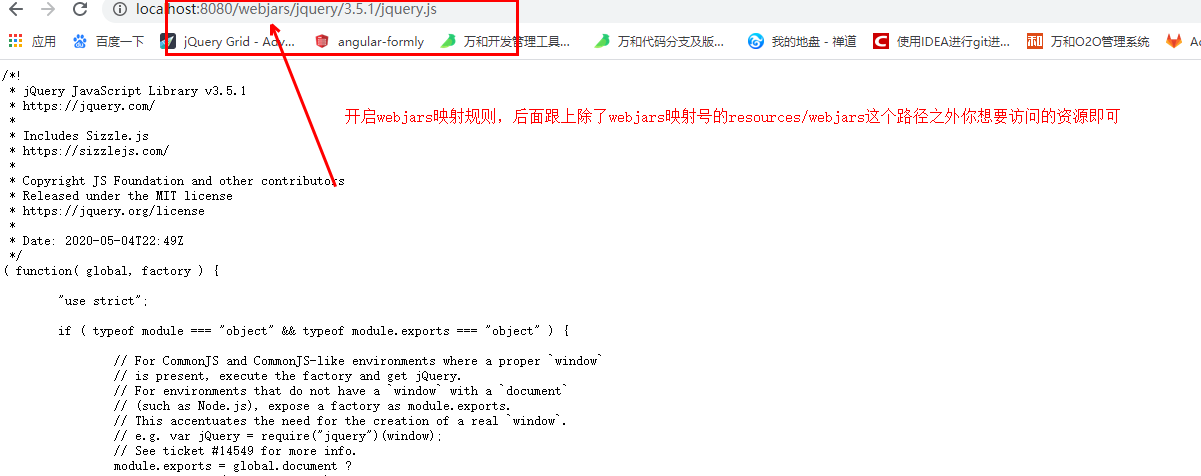 localhost:8080/webjars/jquery/3.5.1/jquery.js
应用 百度一下 jQuery Grid - Adv... angular-formly 万和开发管理工具... 万和代码分支及版... 我的地盘 - 禅道 使用IDEA进行git进... 万和O2O管理系统
/*!
* jQuery JavaScript Library v3.5.1
* https://jquery.com/
开启webjars映射规则，后面跟上除了webjars映射号的resources/webjars这个路径之外你想要访问的资源即可
*
* Includes Sizzle.js
* https://sizzlejs.com/
*
* Copyright JS Foundation and other contributors
* Released under the MIT license
* https://jquery.org/license
*
* Date: 2020-05-04T22:49Z
*/
( function( global, factory ) {
"use strict";
if ( typeof module === "object" && typeof module.exports === "object" ) {
// For CommonJS and CommonJS-like environments where a proper `window`
// is present, execute the factory and get jQuery.
// For environments that do not have a `window` with a `document`
// (such as Node.js), expose a factory as module.exports.
// This accentuates the need for the creation of a real `window`.
// e.g. var jQuery = require("jquery")(window);
// See ticket #14549 for more info.
module.exports = global.document ?